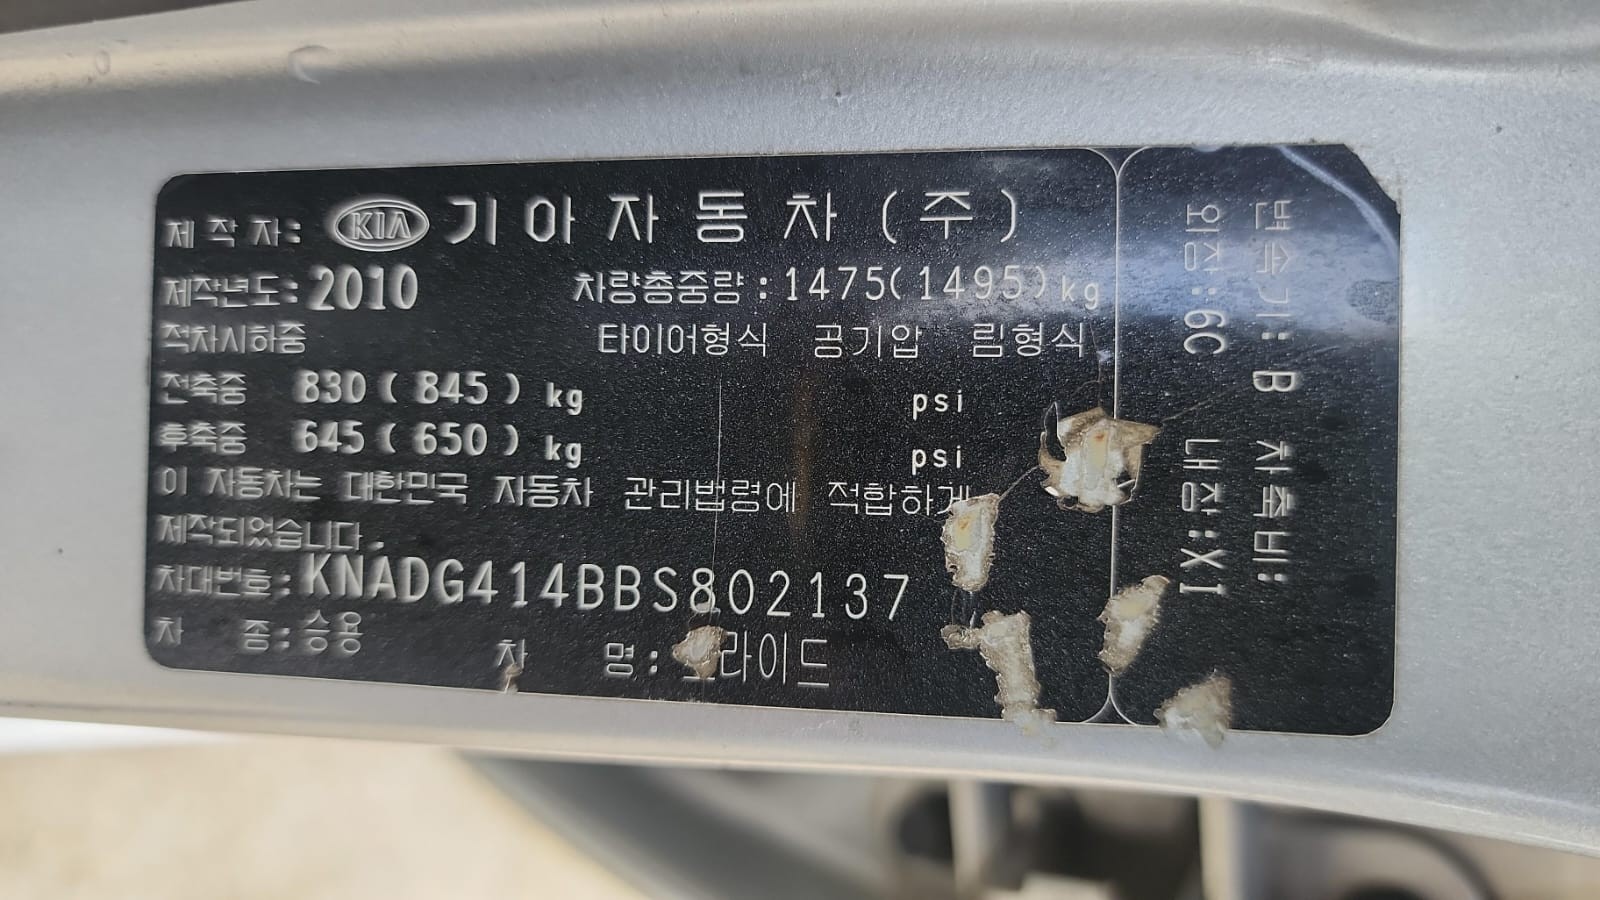 제작자: KIA 기아자동차(주)
제작년도: 2010 차량총중량: 1475(1495)kg
적차시하중 타이어형식 공기압 림형식
전축중 830(845)kg psi
후축중 645(650)kg psi
이 자동차는 대한민국 자동차 관리법령에 적합하게
제작되었습니다.
차대번호: KNADG414BBS802137
차 종: 승용 차 명: 라이드
변속기: B 차축비:
외장: 6C 내장: XI